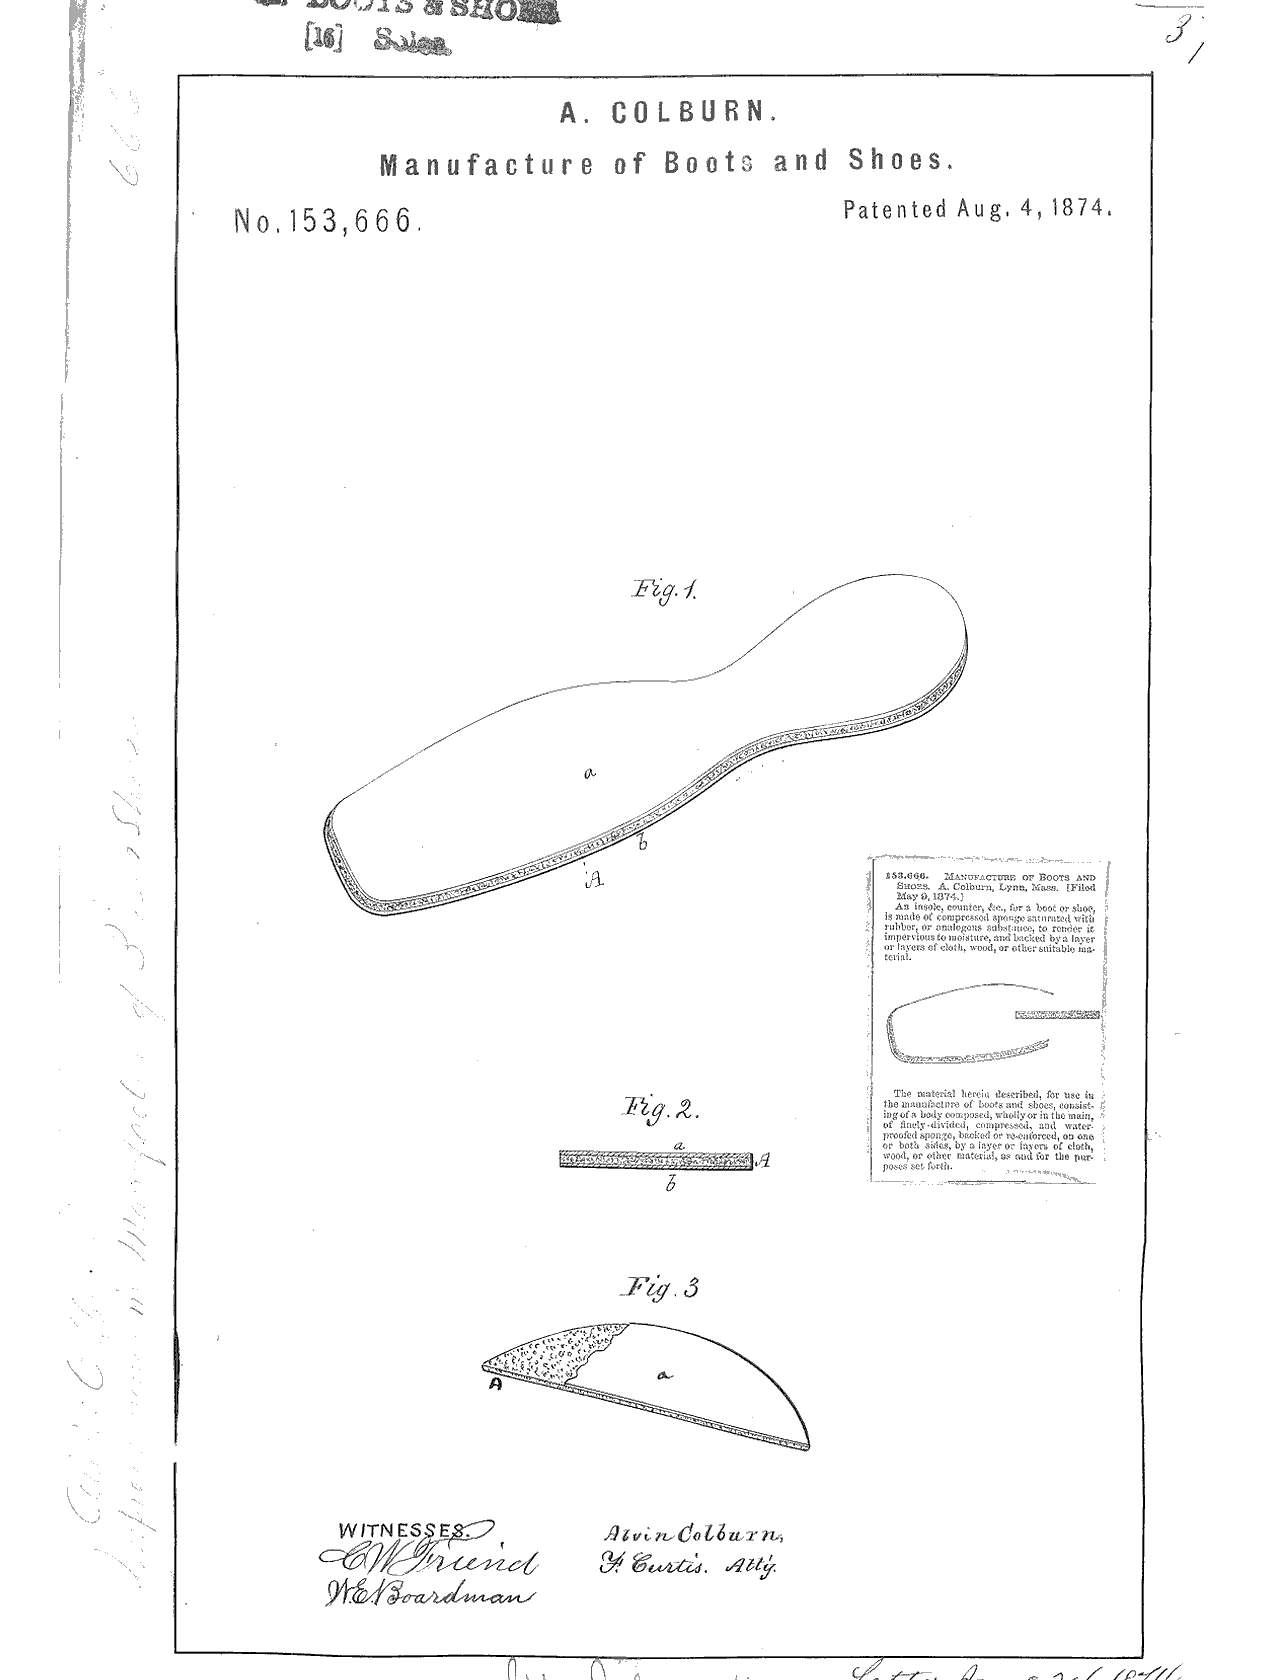 BOOTS & SHOES
[16]
3
A. COLBURN.
Manufacture of Boots and Shoes.
No. 153,666.
Patented Aug. 4, 1874.
Fig. 1.
a
b
A
153.666. MANUFACTURE OF BOOTS AND
SHOES. A. Colburn, Lynn, Mass. [Filed
May 9, 1874.]
An insole, counter, &c., for a boot or shoe,
is made of compressed sponge saturated with
rubber, or analogous substance, to render it
impervious to moisture, and backed by a layer
or layers of cloth, wood, or other suitable ma-
terial.
The material herein described, for use in
the manufacture of boots and shoes, consist-
ing of a body composed, wholly or in the main,
of finely-divided, compressed, and water-
proofed sponge, backed or re-enforced, on one
or both sides, by a layer or layers of cloth,
wood, or other material, as and for the pur-
poses set forth.
Fig. 2.
a
A
b
Fig. 3
a
A
WITNESSES.
C W Friend
W. E. Boardman
Alvin Colburn,
F. Curtis. Atty.